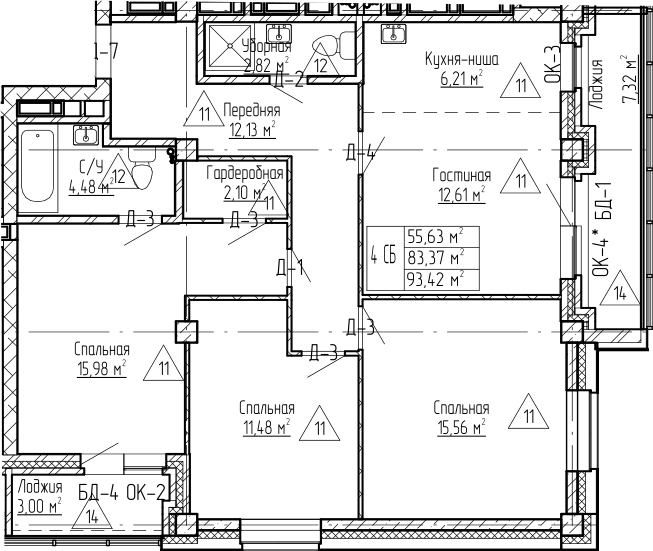 Д-7
Уборная
2.82 м²
Д-2
12
11
Передняя
12.13 м²
Кухня-ниша
6.21 м²
11
ОК-3
Лоджия
7.32 м²
С/У
4.48 м²
12
Гардеробная
2.10 м²
11
Д-4
Гостиная
12.61 м²
11
Д-3
Д-3
Д-1
4 СБ
55.63 м²
83.37 м²
93.42 м²
ОК-4* БД-1
14
Спальная
15.98 м²
11
Д-3
Д-3
Спальная
11.48 м²
11
Спальная
15.56 м²
11
Лоджия
3.00 м²
БД-4 ОК-2
14